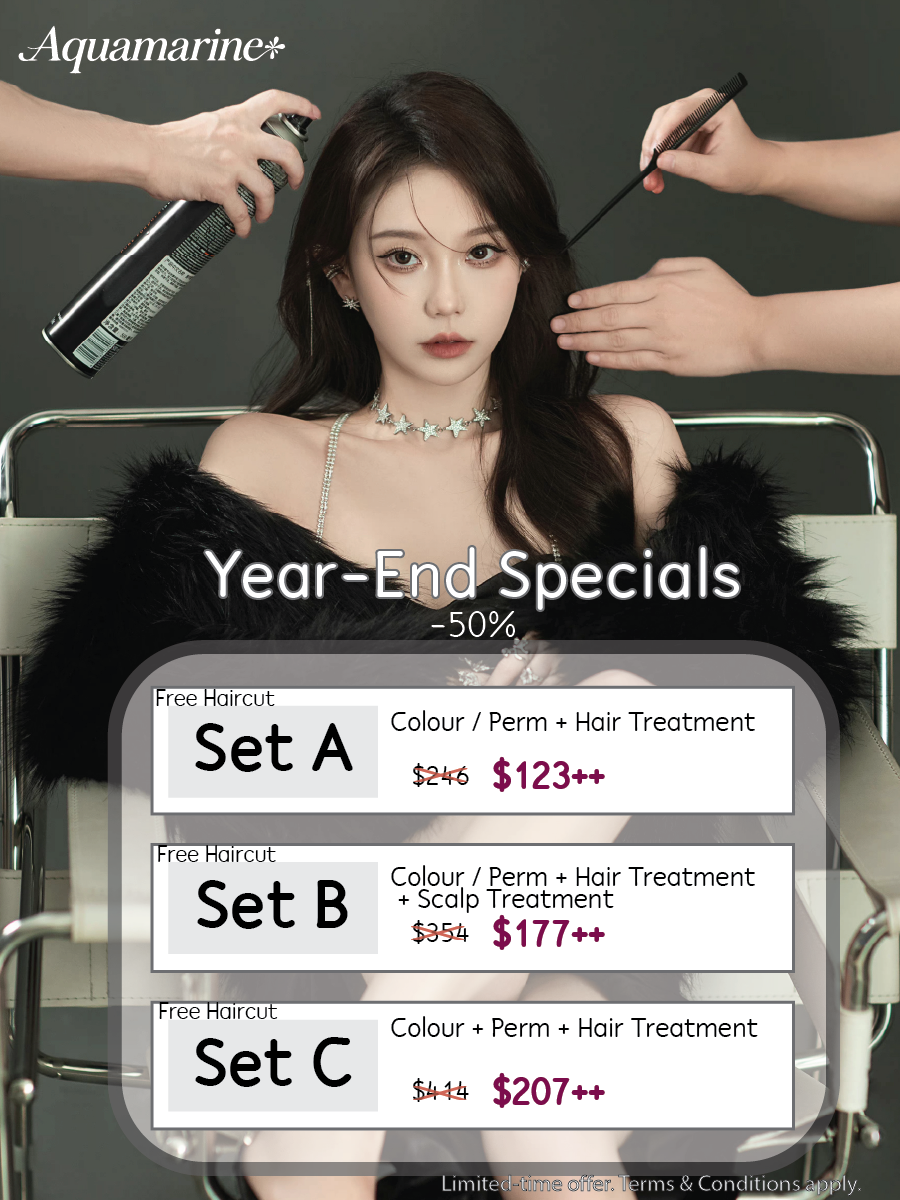 Aquamarine*
Year-End Specials
-50%
Free Haircut
Set A
Colour / Perm + Hair Treatment
$246 $123++
Free Haircut
Set B
Colour / Perm + Hair Treatment
+ Scalp Treatment
$354 $177++
Free Haircut
Set C
Colour + Perm + Hair Treatment
$414 $207++
Limited-time offer. Terms & Conditions apply.